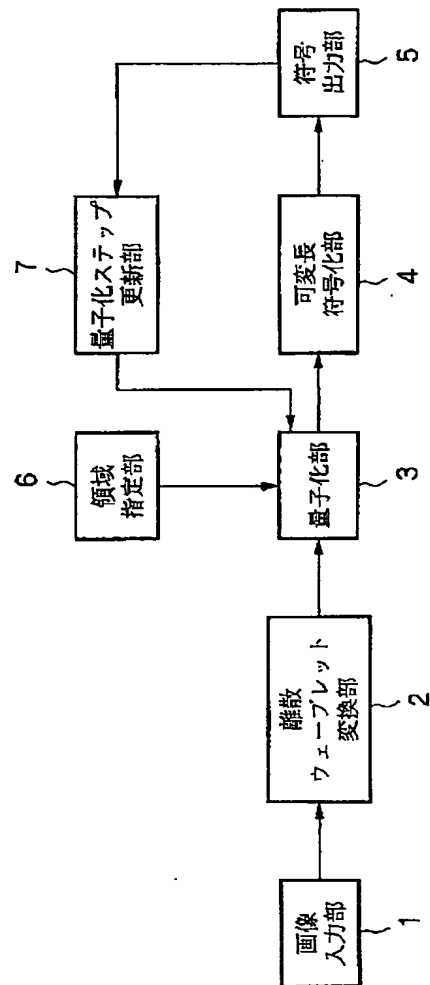 画像
入力部
1
離散
ウェーブレット
変換部
2
量子化部
3
可変長
符号化部
4
符号
出力部
5
領域
指定部
6
量子化ステップ
更新部
7